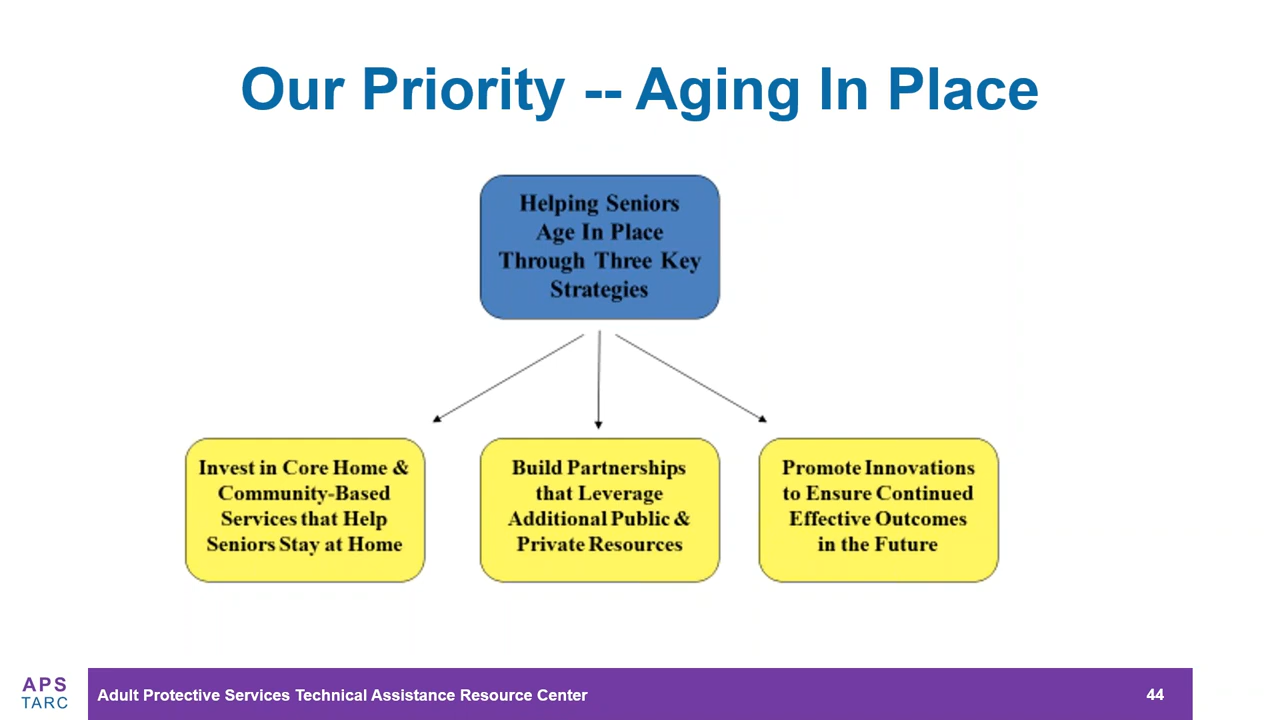 Our Priority -- Aging In Place
Helping Seniors
Age In Place
Through Three Key
Strategies
Invest in Core Home &
Community-Based
Services that Help
Seniors Stay at Home
Build Partnerships
that Leverage
Additional Public &
Private Resources
Promote Innovations
to Ensure Continued
Effective Outcomes
in the Future
APS
TARC
Adult Protective Services Technical Assistance Resource Center
44